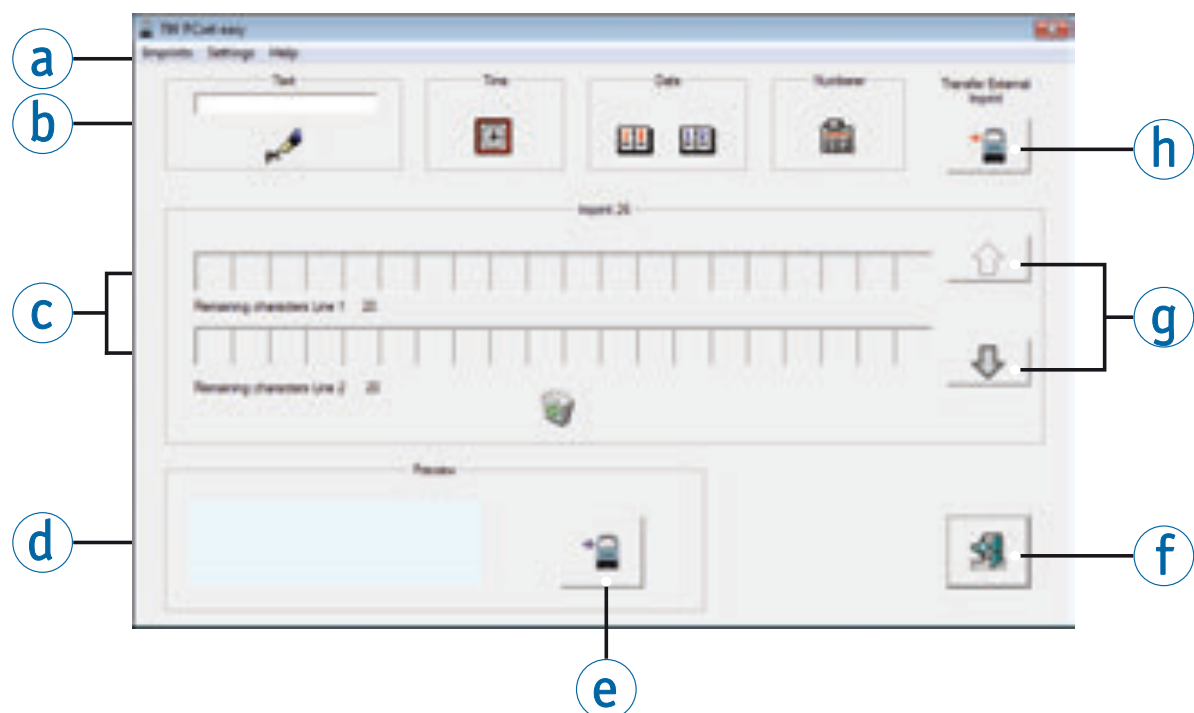 TM PCset easy
a
Imprints Settings Help
b
Text
Time
Date
Numberer
Transfer External
Imprint
h
Imprint 26
c
Remaining characters Line 1 20
g
Remaining characters Line 2 20
Preview
d
f
e